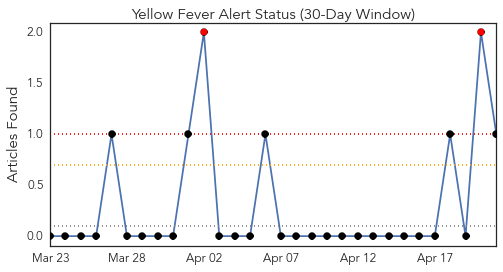 Yellow Fever Alert Status (30-Day Window)
Articles Found
2.0
1.5
1.0
0.5
0.0
Mar 23 Mar 28 Apr 02 Apr 07 Apr 12 Apr 17